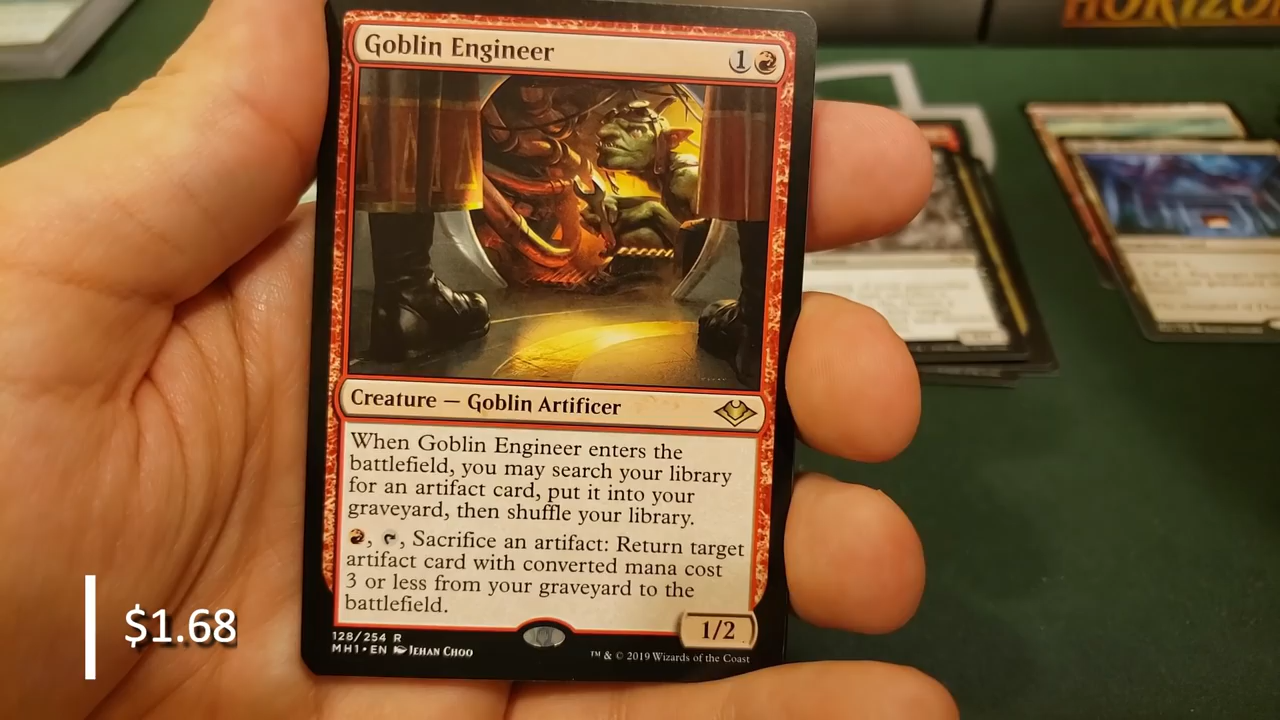 HORIZO
Goblin Engineer 1
Creature — Goblin Artificer
When Goblin Engineer enters the
battlefield, you may search your library
for an artifact card, put it into your
graveyard, then shuffle your library.
, , Sacrifice an artifact: Return target
artifact card with converted mana cost
3 or less from your graveyard to the
battlefield.
1/2
128/254 R
MH1 • EN Jehan Choo
™ & © 2019 Wizards of the Coast
$1.68